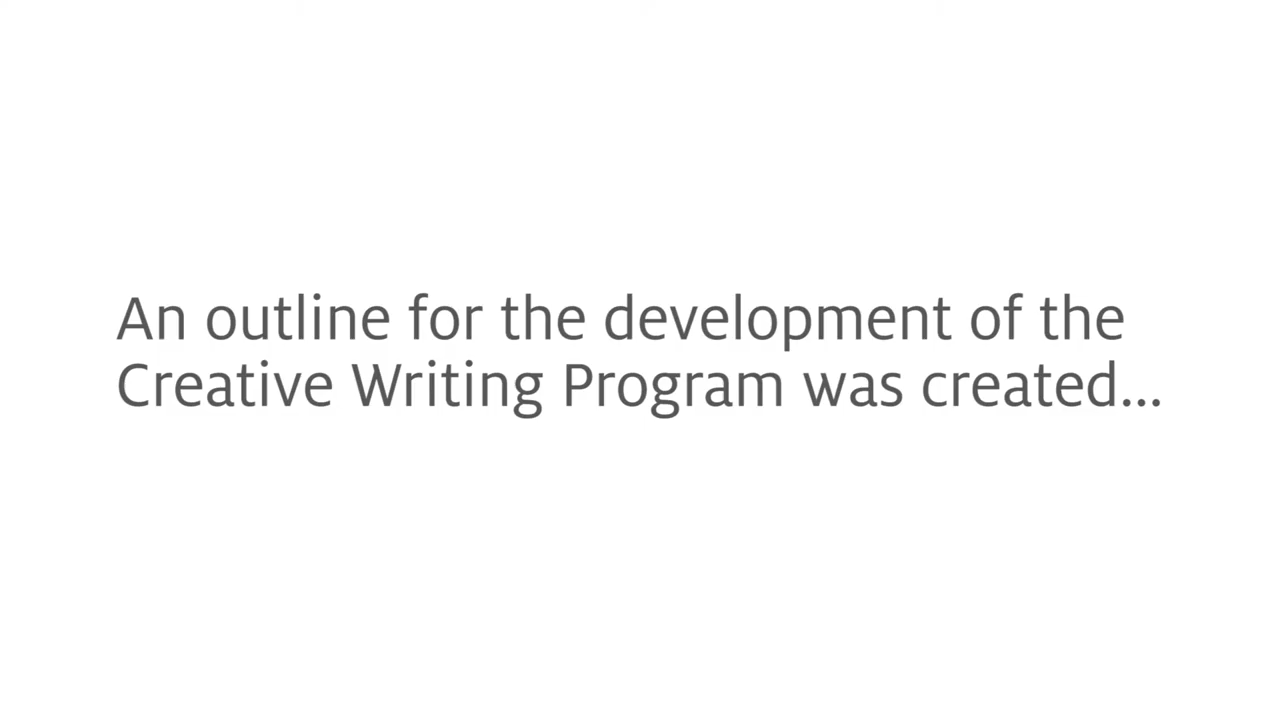 An outline for the development of the
Creative Writing Program was created...